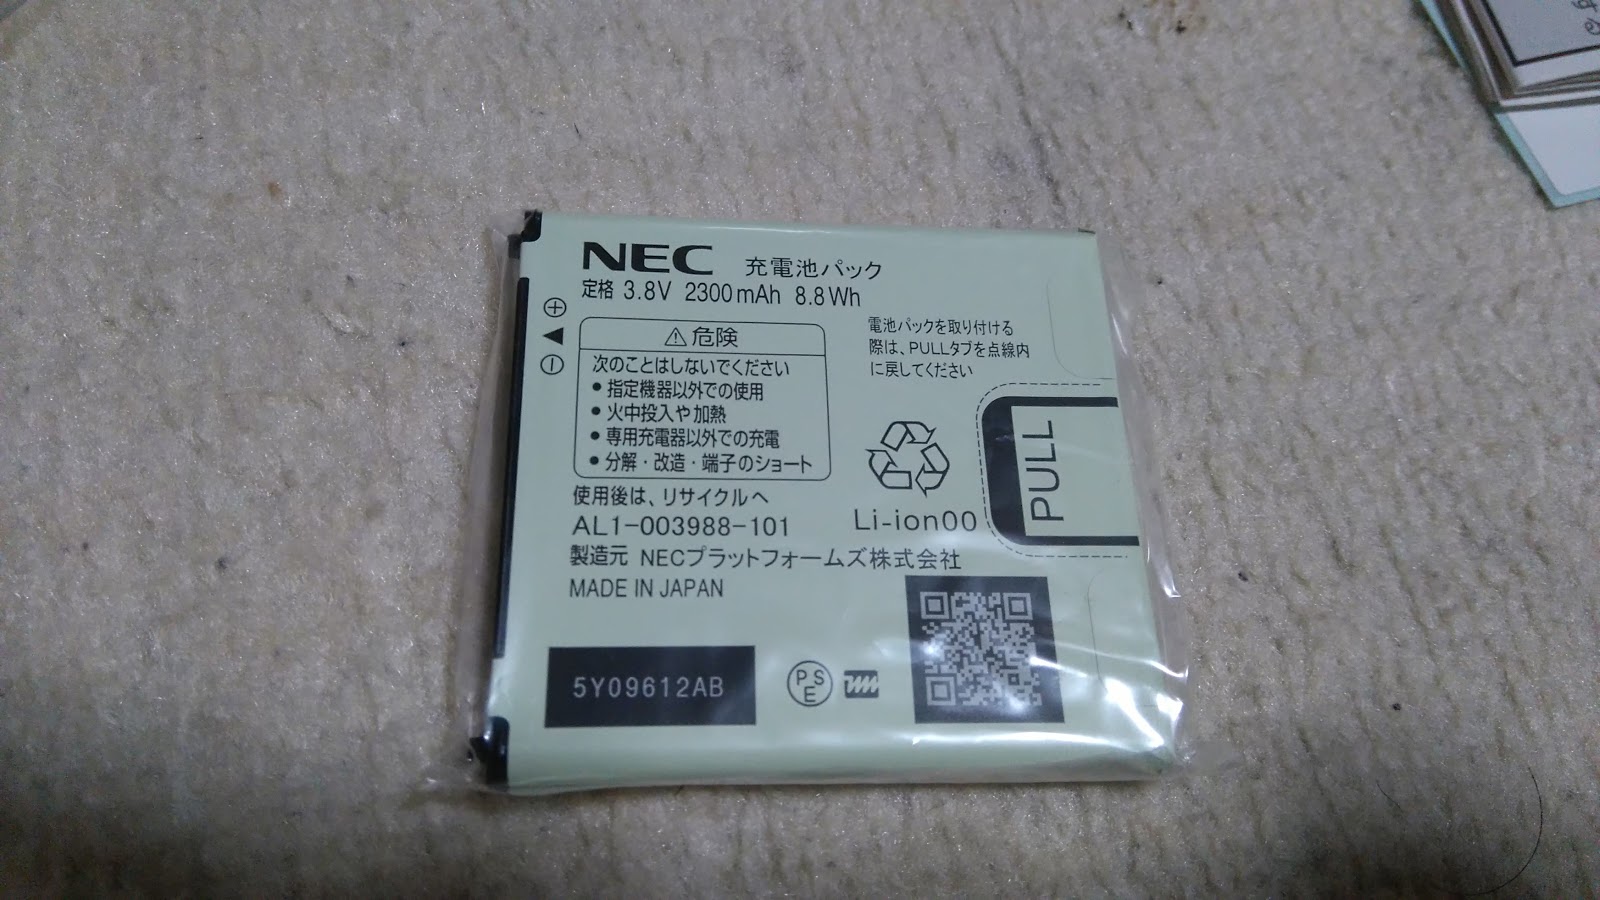 NEC 充電池パック
定格 3.8V 2300mAh 8.8Wh
⚠危険
次のことはしないでください
• 指定機器以外での使用
• 火中投入や加熱
• 専用充電器以外での充電
• 分解・改造・端子のショート
電池パックを取り付ける
際は、PULLタブを点線内
に戻してください
PULL
使用後は、リサイクルへ
Li-ion00
AL1-003988-101
製造元 NECプラットフォームズ株式会社
MADE IN JAPAN
5Y09612AB
PSE
する